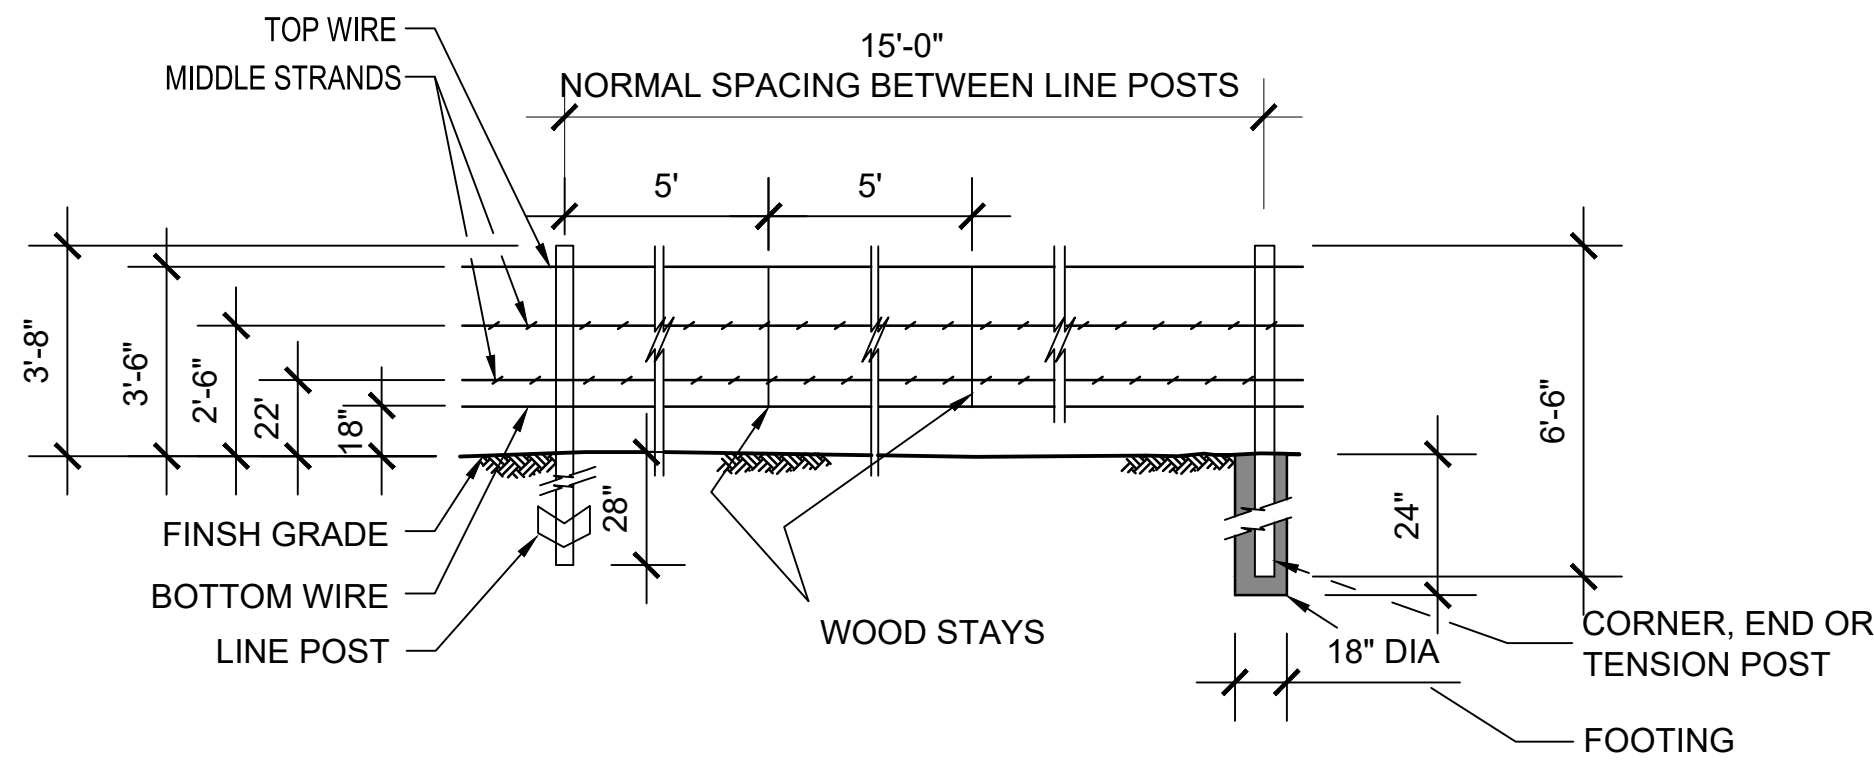 TOP WIRE
MIDDLE STRANDS
15'-0"
NORMAL SPACING BETWEEN LINE POSTS
5'
5'
3'-8"
3'-6"
2'-6"
22'
18"
28"
24"
6'-6"
FINSH GRADE
BOTTOM WIRE
LINE POST
WOOD STAYS
18" DIA
CORNER, END OR
TENSION POST
FOOTING